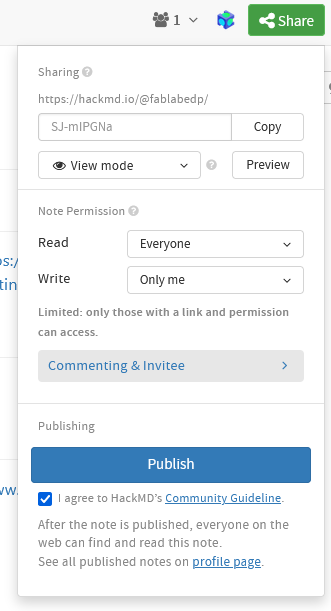 1
Share
Sharing
https://hackmd.io/@fablabedp/
SJ-mIPGNa
Copy
View mode
Preview
Note Permission
Read
Everyone
Write
Only me
Limited: only those with a link and permission
can access.
Commenting & Invitee
Publishing
Publish
I agree to HackMD's Community Guideline.
After the note is published, everyone on the
web can find and read this note.
See all published notes on profile page.